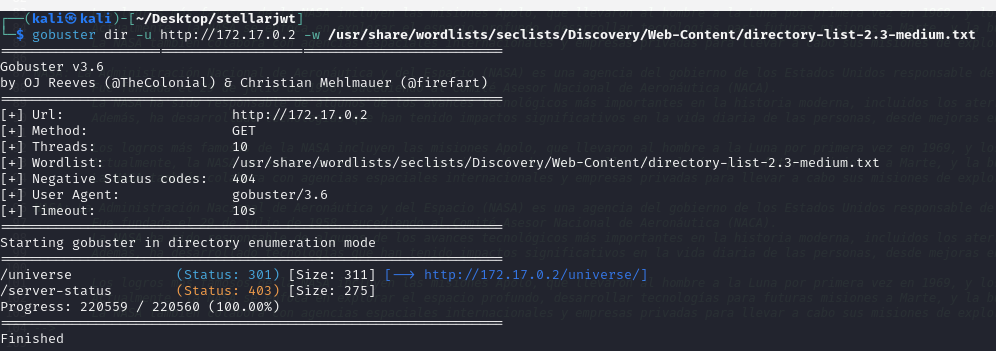 ┌──(kali㉿kali)-[~/Desktop/stellarjwt]
└─$ gobuster dir -u http://172.17.0.2 -w /usr/share/wordlists/seclists/Discovery/Web-Content/directory-list-2.3-medium.txt
===============================================================
Gobuster v3.6
by OJ Reeves (@TheColonial) & Christian Mehlmauer (@firefart)
===============================================================
[+] Url: http://172.17.0.2
[+] Method: GET
[+] Threads: 10
[+] Wordlist: /usr/share/wordlists/seclists/Discovery/Web-Content/directory-list-2.3-medium.txt
[+] Negative Status codes: 404
[+] User Agent: gobuster/3.6
[+] Timeout: 10s
===============================================================
Starting gobuster in directory enumeration mode
===============================================================
/universe (Status: 301) [Size: 311] [--> http://172.17.0.2/universe/]
/server-status (Status: 403) [Size: 275]
Progress: 220559 / 220560 (100.00%)
===============================================================
Finished